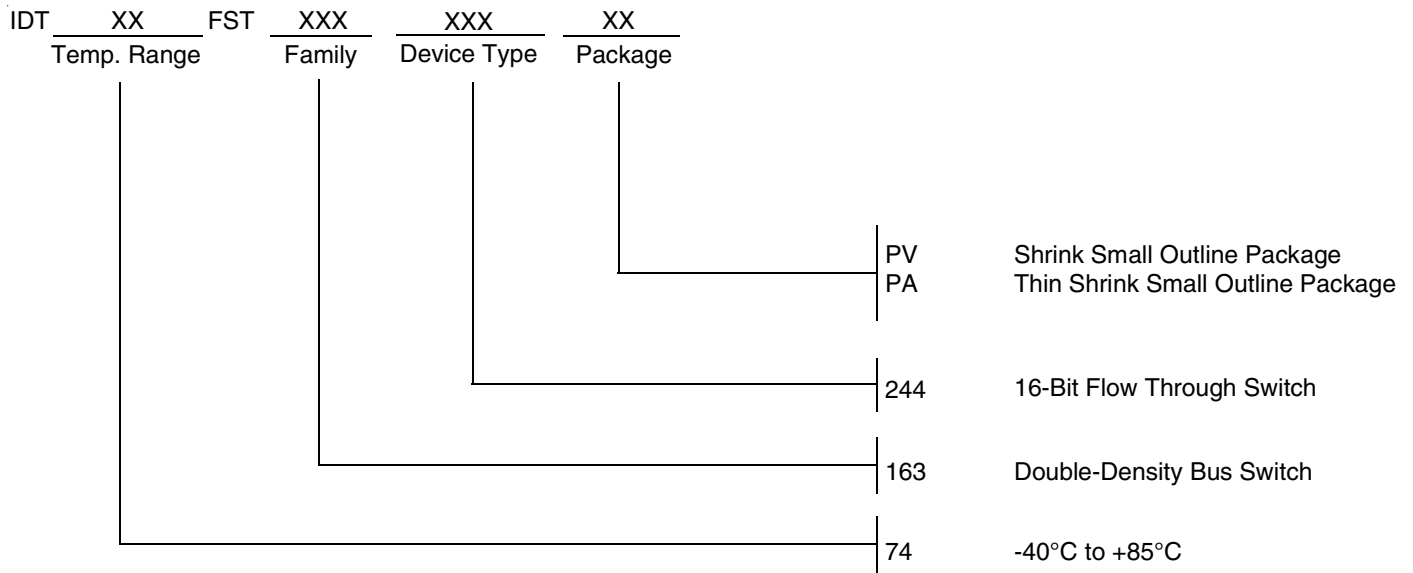 IDT XX FST XXX XXX XX
Temp. Range Family Device Type Package
PV Shrink Small Outline Package
PA Thin Shrink Small Outline Package
244 16-Bit Flow Through Switch
163 Double-Density Bus Switch
74 -40°C to +85°C